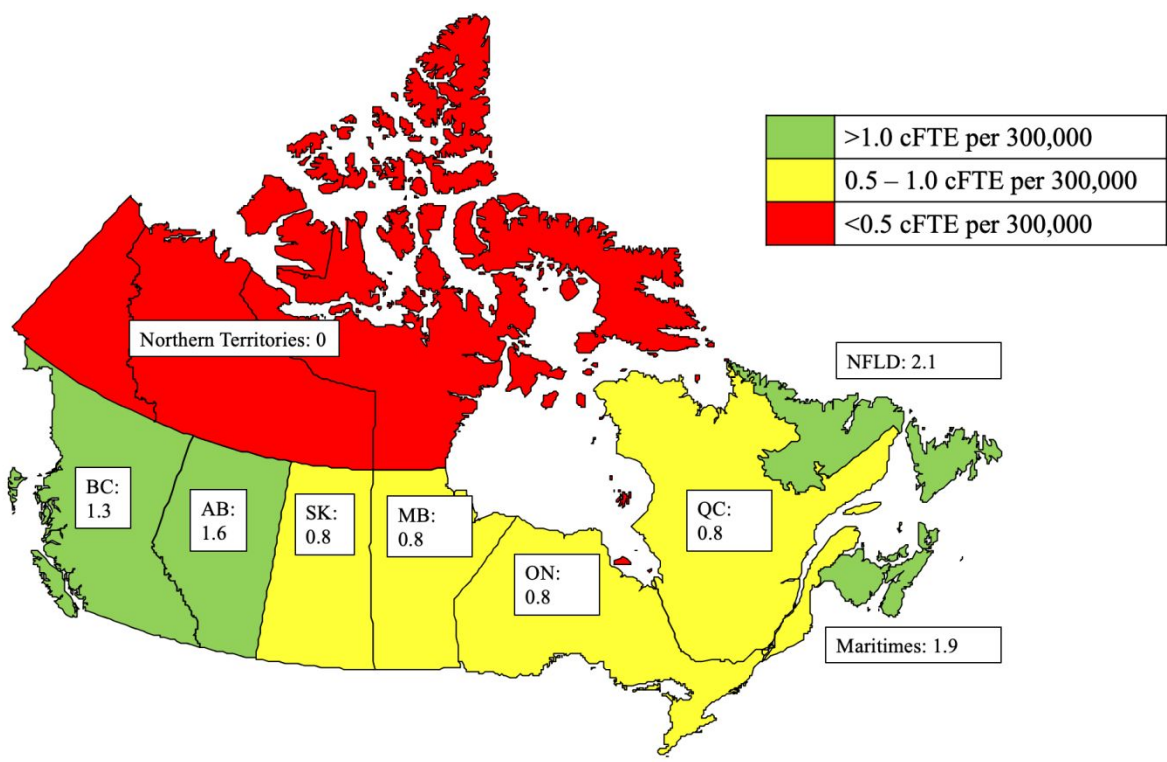 >1.0 cFTE per 300,000
0.5 – 1.0 cFTE per 300,000
<0.5 cFTE per 300,000
Northern Territories: 0
NFLD: 2.1
BC:
1.3
AB:
1.6
SK:
0.8
MB:
0.8
QC:
0.8
ON:
0.8
Maritimes: 1.9